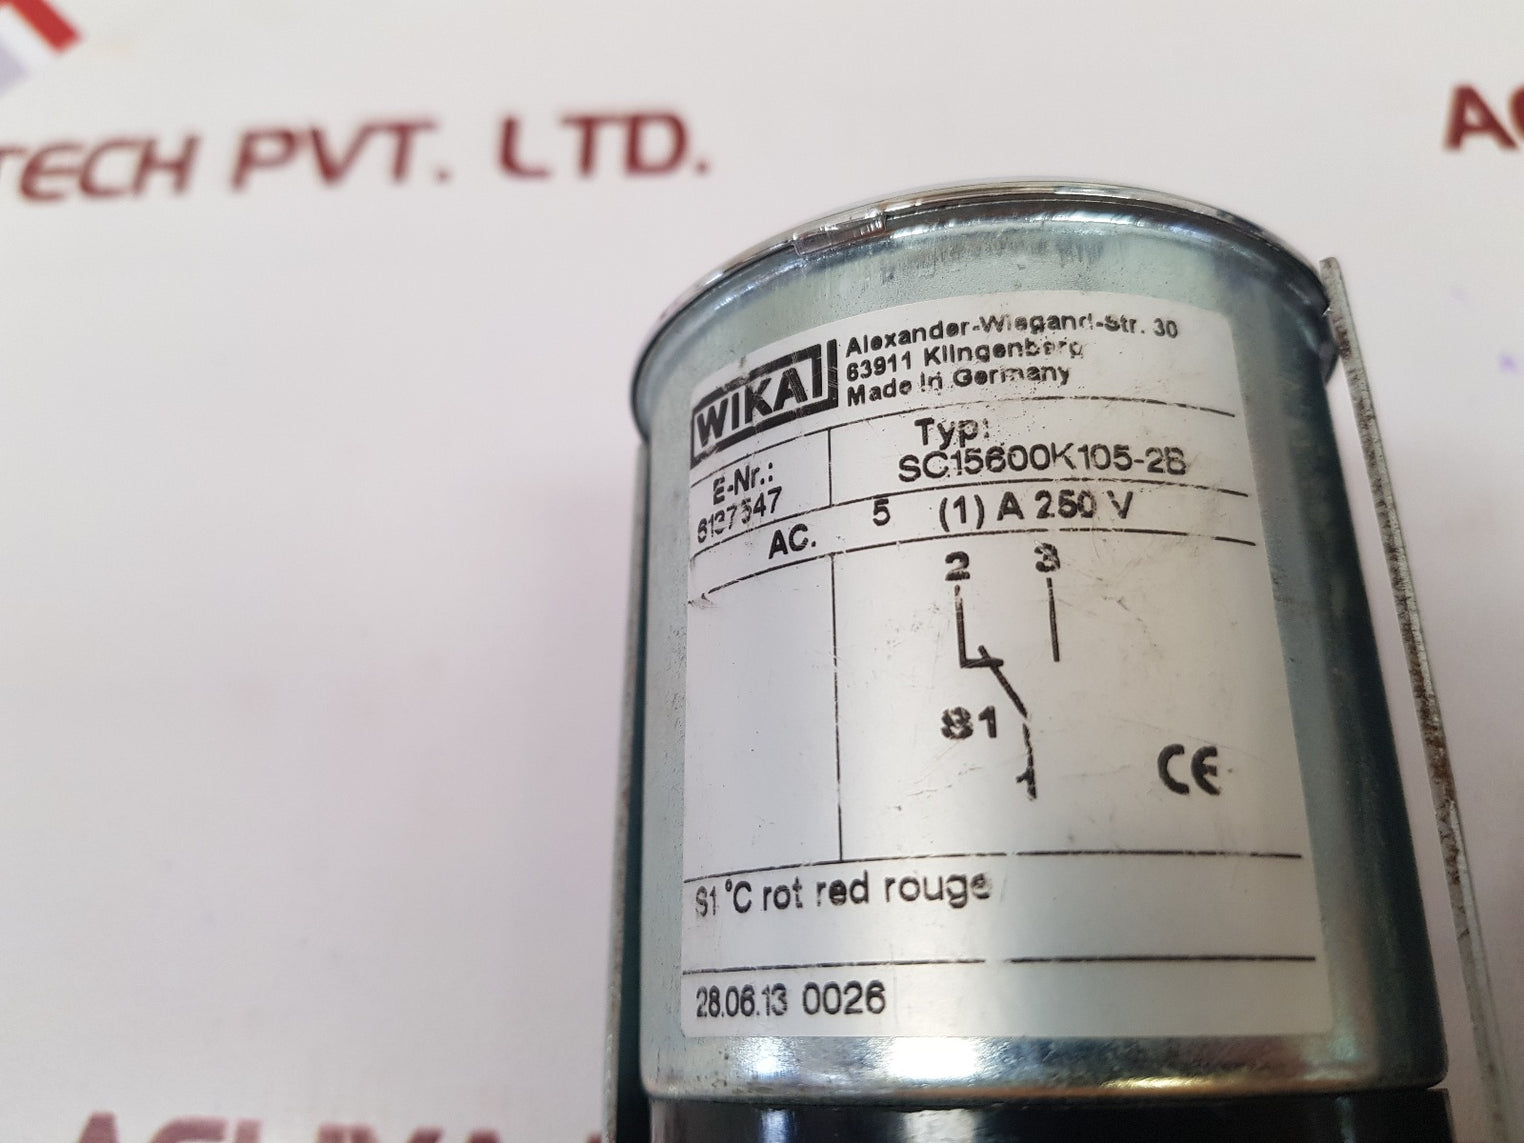 TECH PVT. LTD.
WIKA
Alexander-Wiegand-Str. 30
63911 Klingenberg
Made in Germany
E-Nr.:
Typ:
SC15600K105-2B
AC. 5 (1) A 250 V
2 3
S1
1
CE
S1 °C rot red rouge
28.06.13 0026